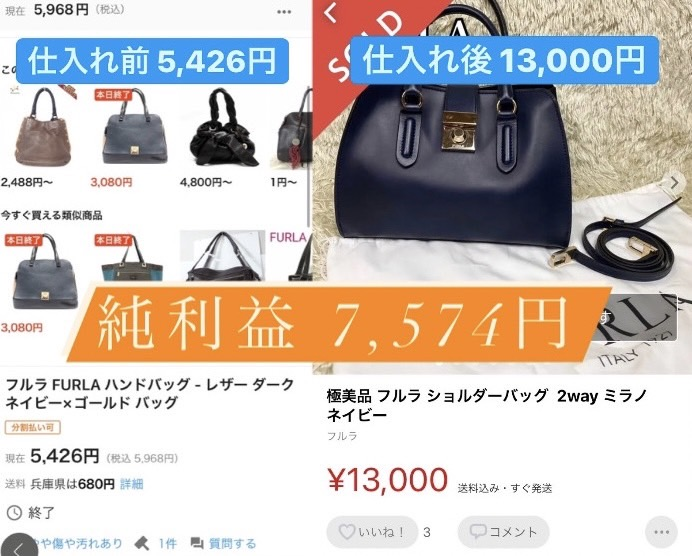 現在 5,968円 (税込)
仕入れ前 5,426円
本日終了
2,488円〜
3,080円
4,800円〜
1円〜
今すぐ買える類似商品
本日終了
本日終了
FURLA
3,080円
フルラ FURLA ハンドバッグ - レザー ダーク
ネイビー×ゴールド バッグ
分割払い可
現在 5,426円 (税込 5,968円)
送料 兵庫県は680円 詳細
終了
や傷や汚れあり
1件
質問する
純利益 7,574円
SOLD
仕入れ後 13,000円
す
ITALY
極美品 フルラ ショルダーバッグ 2way ミラノ
ネイビー
フルラ
¥13,000 送料込み・すぐ発送
いいね！ 3
コメント